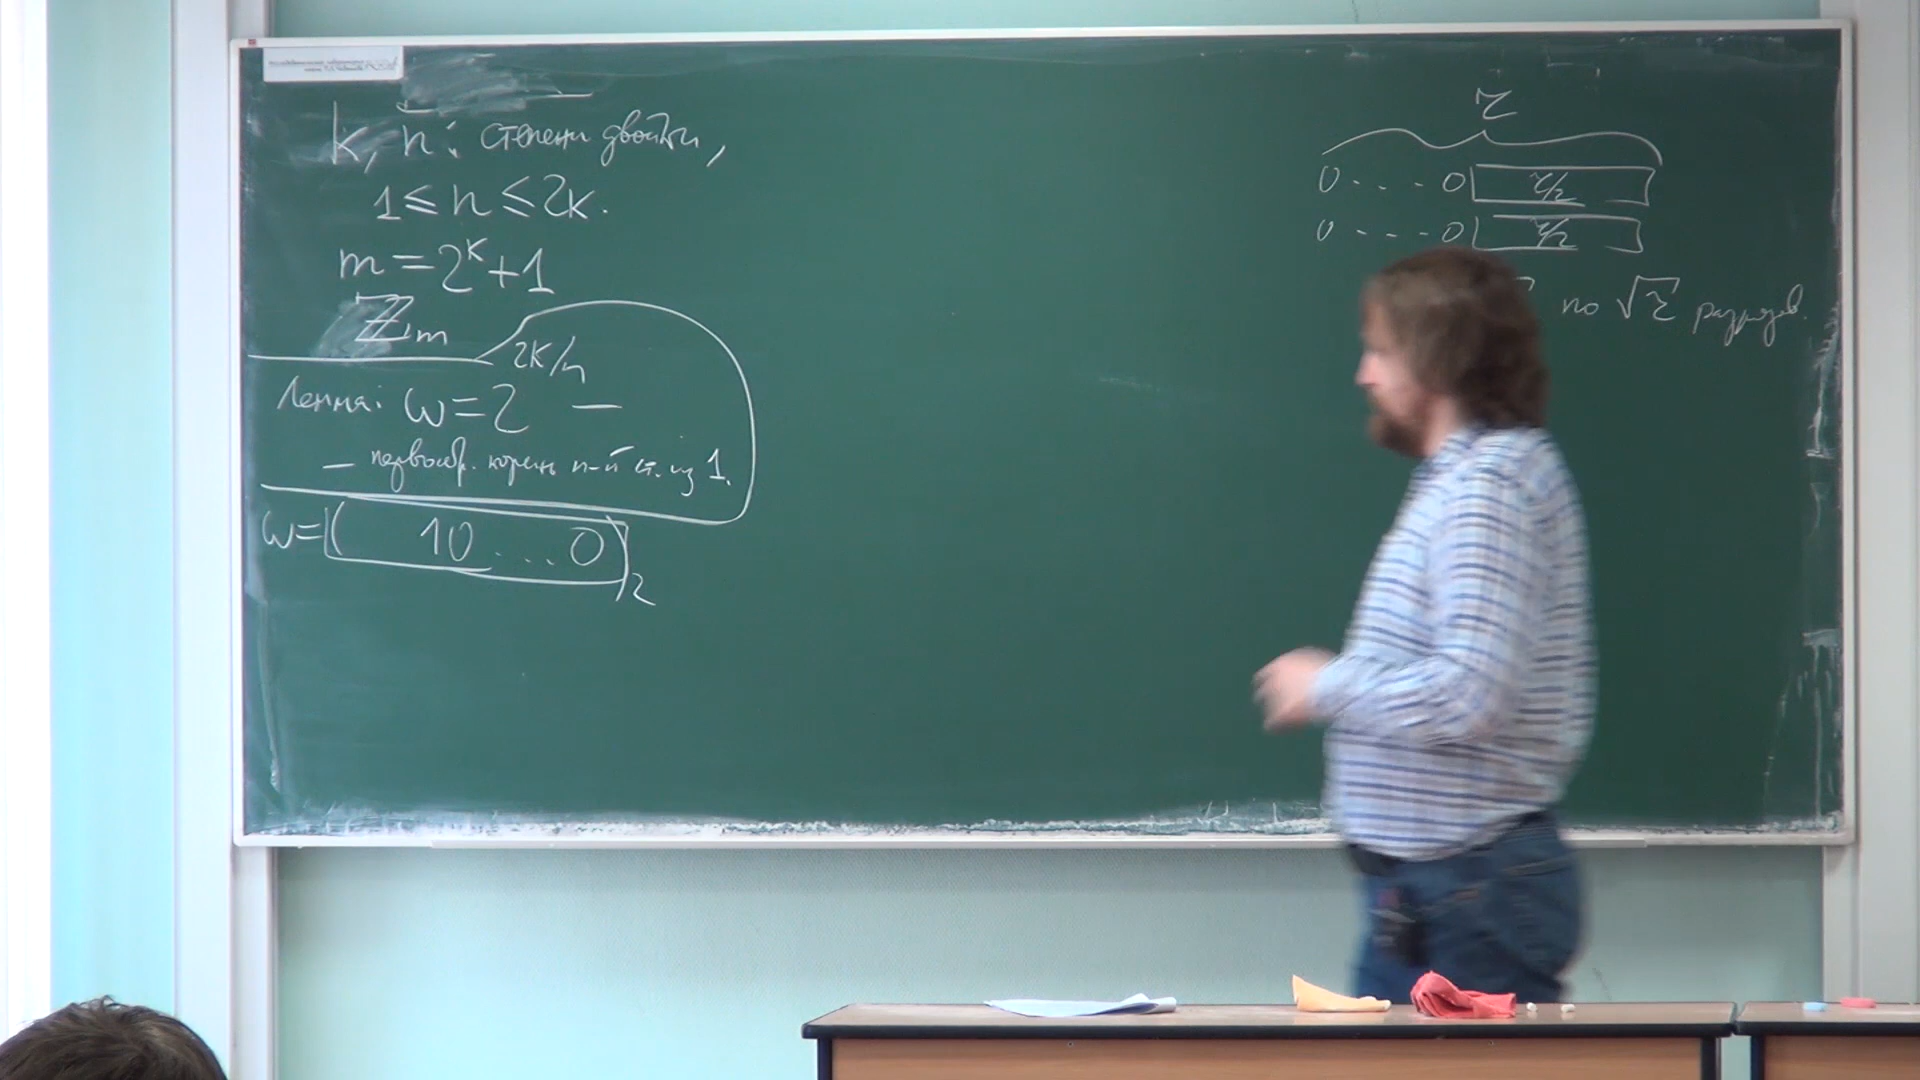 k, n: степени двойки,
1 ≤ n ≤ 2k.
m = 2^k + 1
ℤ_m
Лемма: ω = 2^{2k/n} —
— первообр. корень n-й ст. из 1.
ω = ( 10 . . . 0 )_2
r
0 - - - 0 r/2
0 - - - 0 r/2
по √r разрядов.